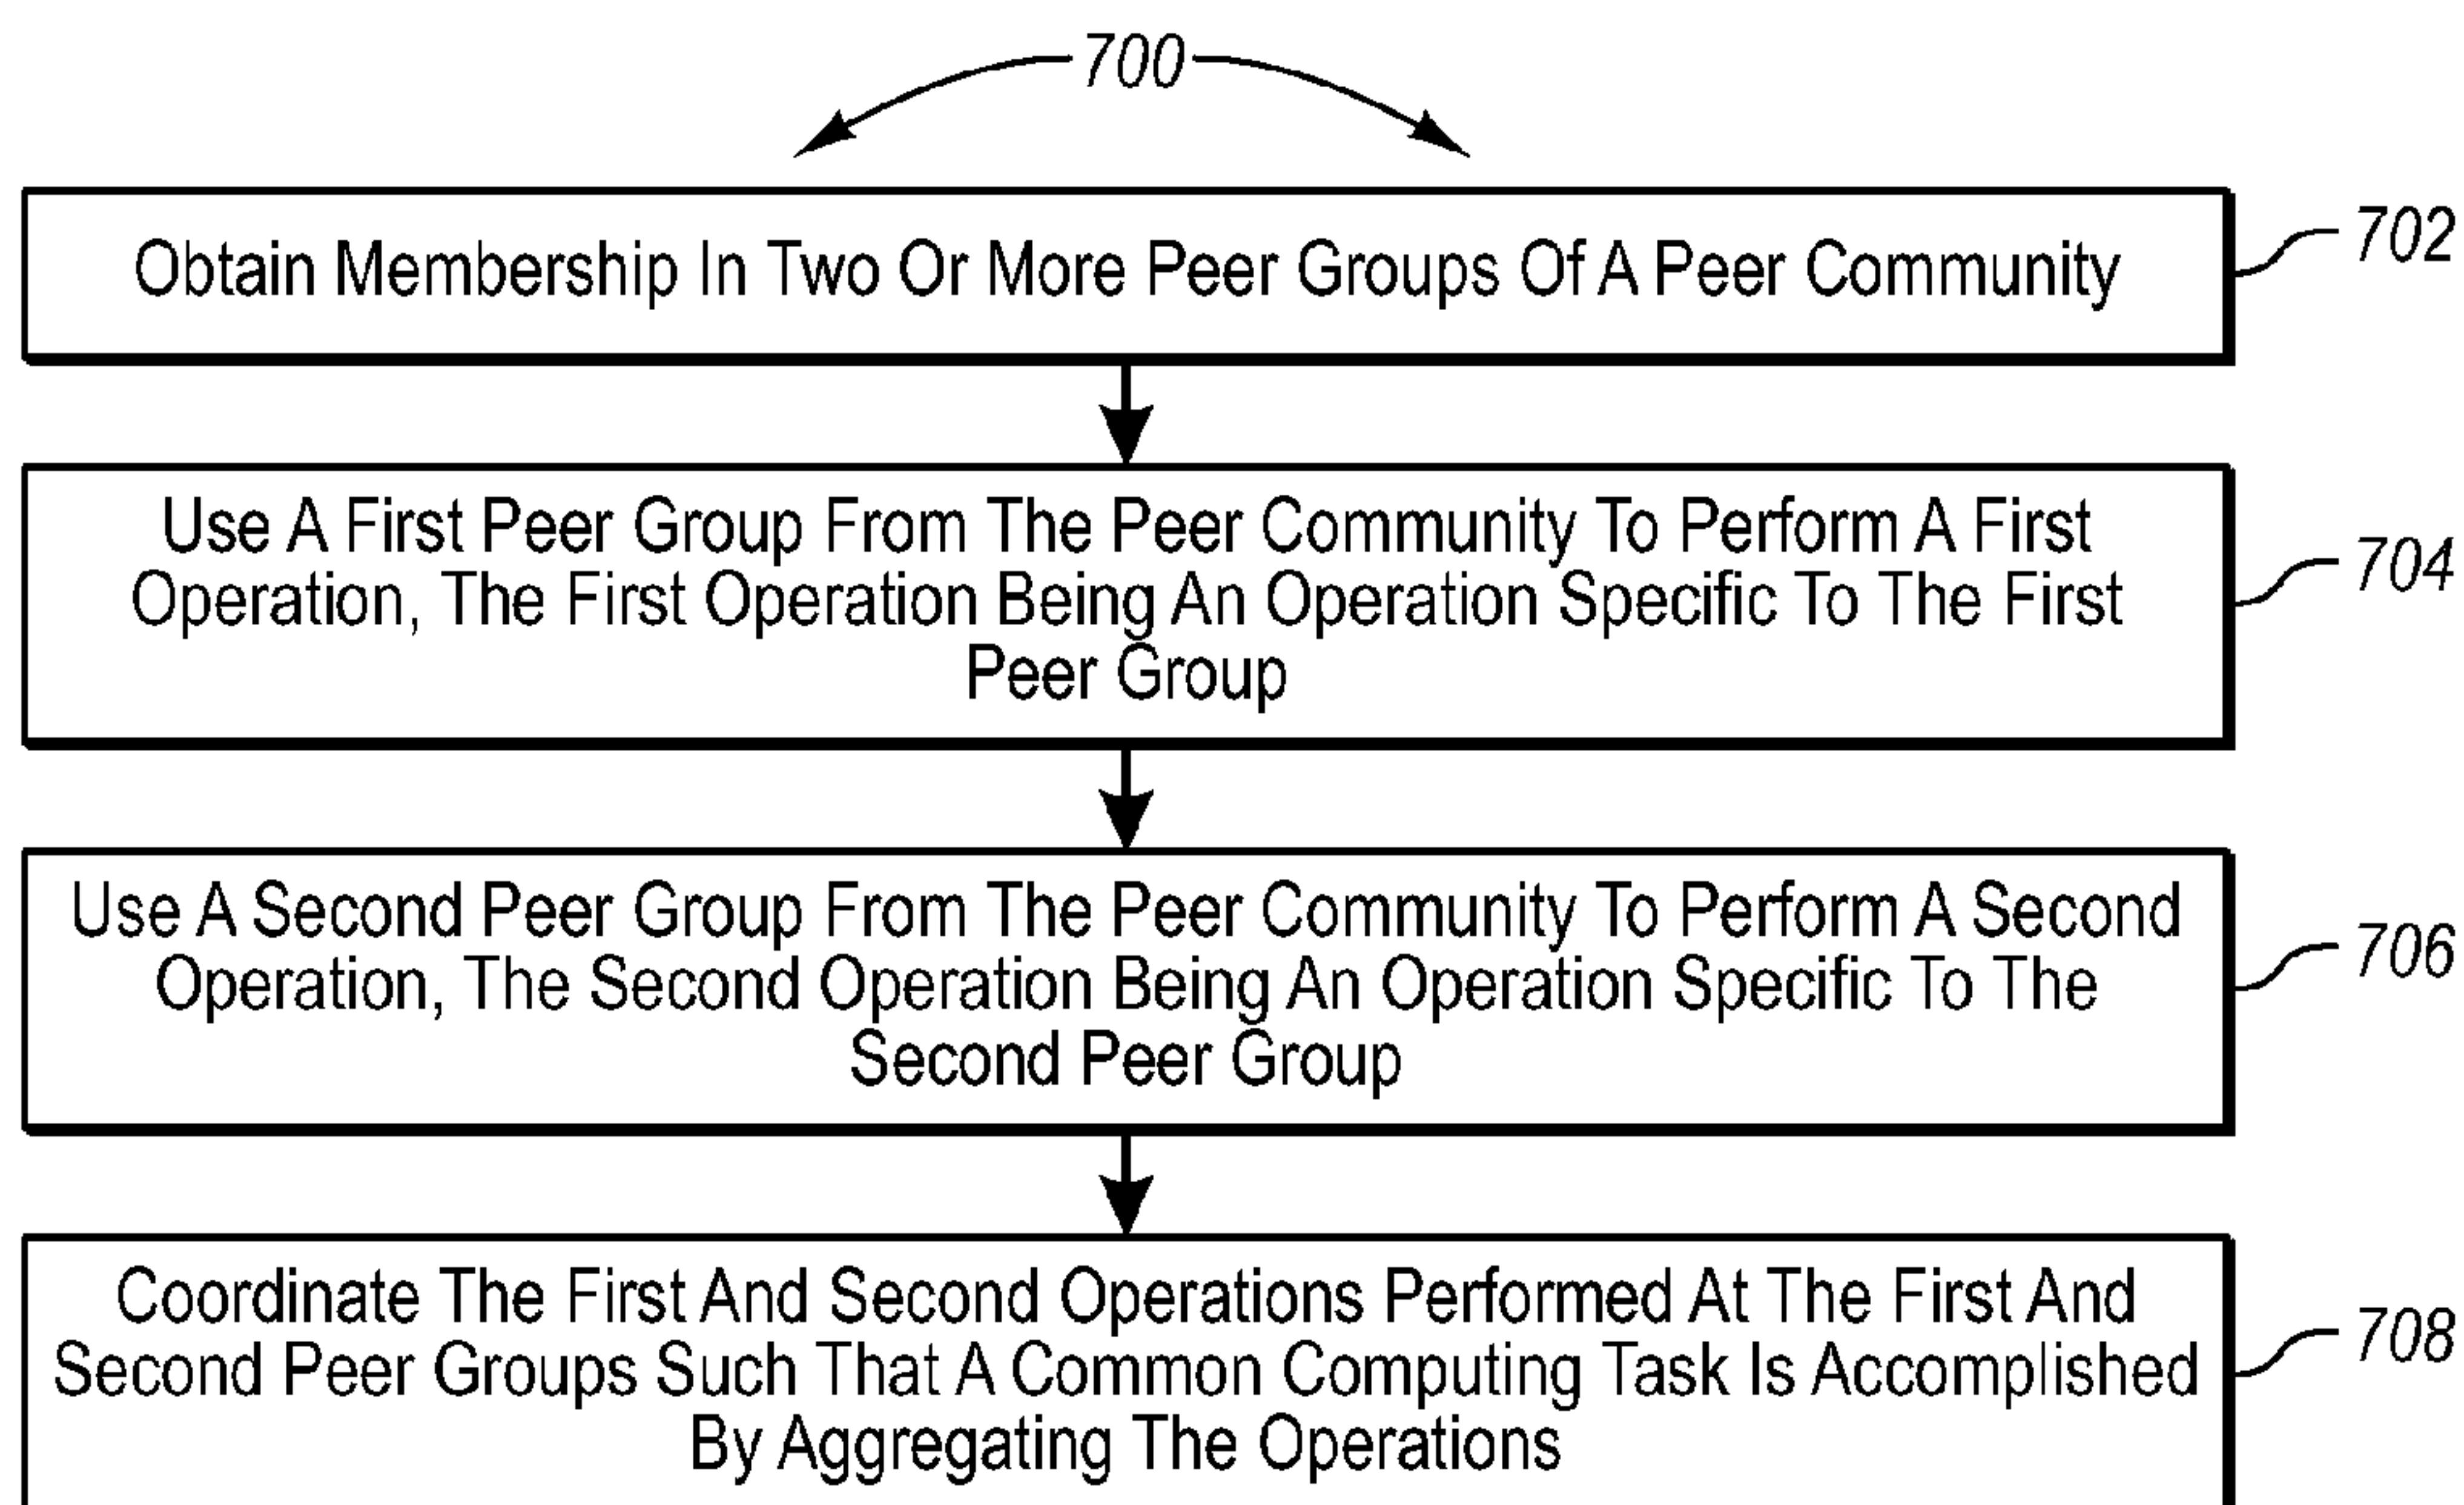 700
Obtain Membership In Two Or More Peer Groups Of A Peer Community
702
Use A First Peer Group From The Peer Community To Perform A First
Operation, The First Operation Being An Operation Specific To The First
Peer Group
704
Use A Second Peer Group From The Peer Community To Perform A Second
Operation, The Second Operation Being An Operation Specific To The
Second Peer Group
706
Coordinate The First And Second Operations Performed At The First And
Second Peer Groups Such That A Common Computing Task Is Accomplished
By Aggregating The Operations
708